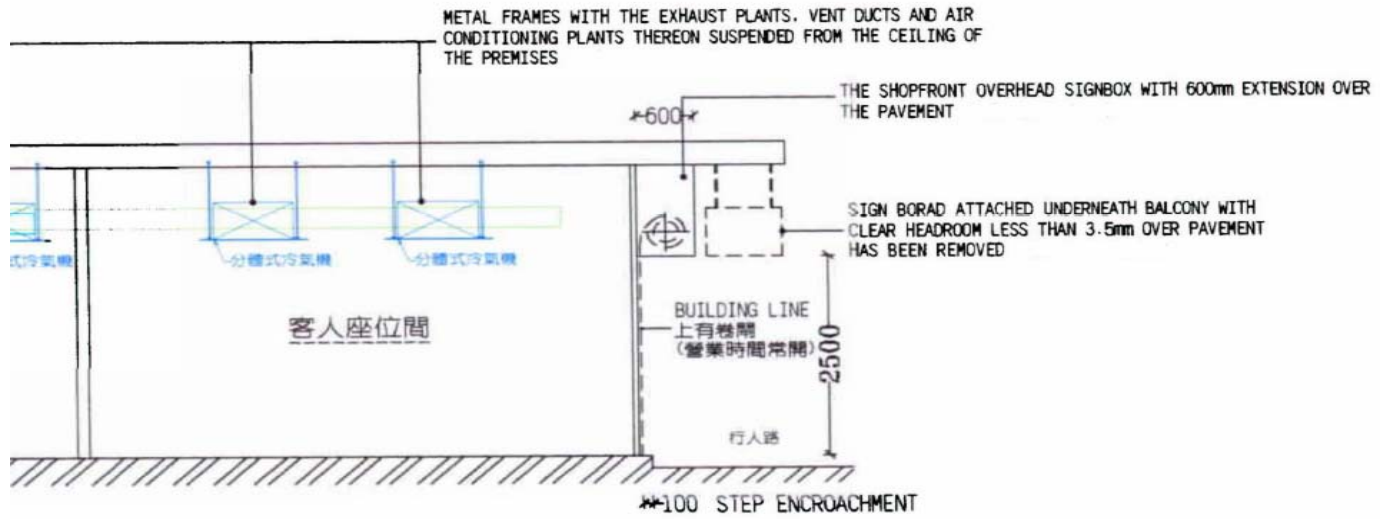 METAL FRAMES WITH THE EXHAUST PLANTS. VENT DUCTS AND AIR
CONDITIONING PLANTS THEREON SUSPENDED FROM THE CEILING OF
THE PREMISES
THE SHOPFRONT OVERHEAD SIGNBOX WITH 600mm EXTENSION OVER
THE PAVEMENT
600
SIGN BORAD ATTACHED UNDERNEATH BALCONY WITH
CLEAR HEADROOM LESS THAN 3.5mm OVER PAVEMENT
HAS BEEN REMOVED
式冷氣機
分體式冷氣機
分體式冷氣機
客人座位間
BUILDING LINE
上有卷閘
(營業時間常開)
2500
行人路
100 STEP ENCROACHMENT